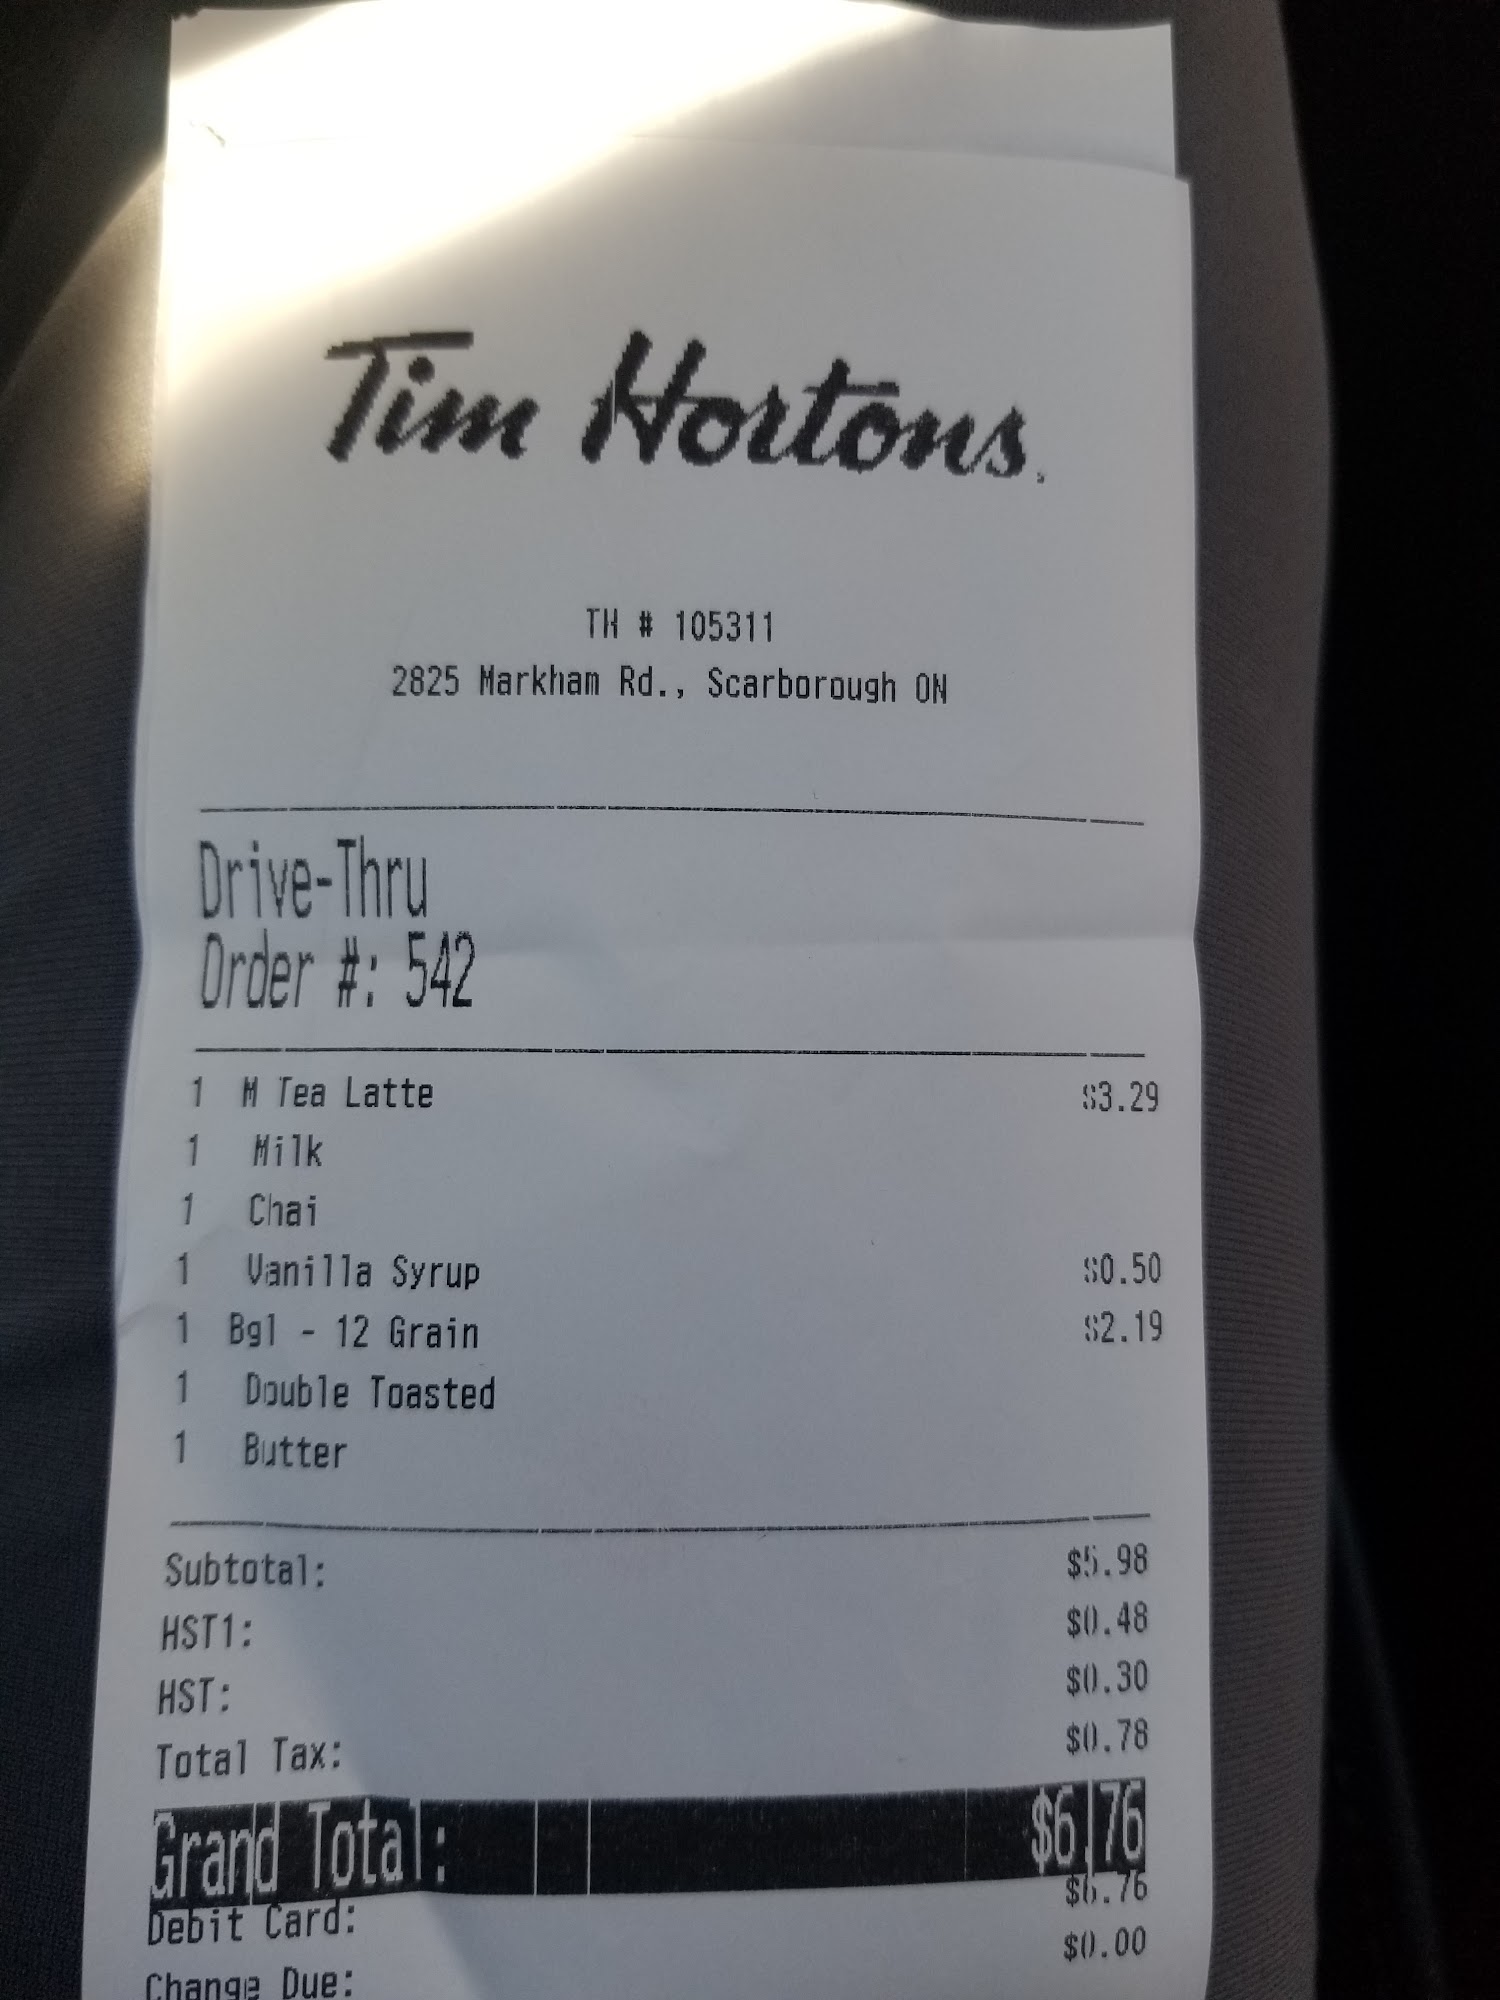 Tim Hortons.
TH # 105311
2825 Markham Rd., Scarborough ON
Drive-Thru
Order #: 542
1 M Tea Latte $3.29
1 Milk
1 Chai
1 Vanilla Syrup $0.50
1 Bgl - 12 Grain $2.19
1 Double Toasted
1 Butter
Subtotal: $5.98
HST1: $0.48
HST: $0.30
Total Tax: $0.78
Grand Total: $6.76
Debit Card: $6.76
Change Due: $0.00